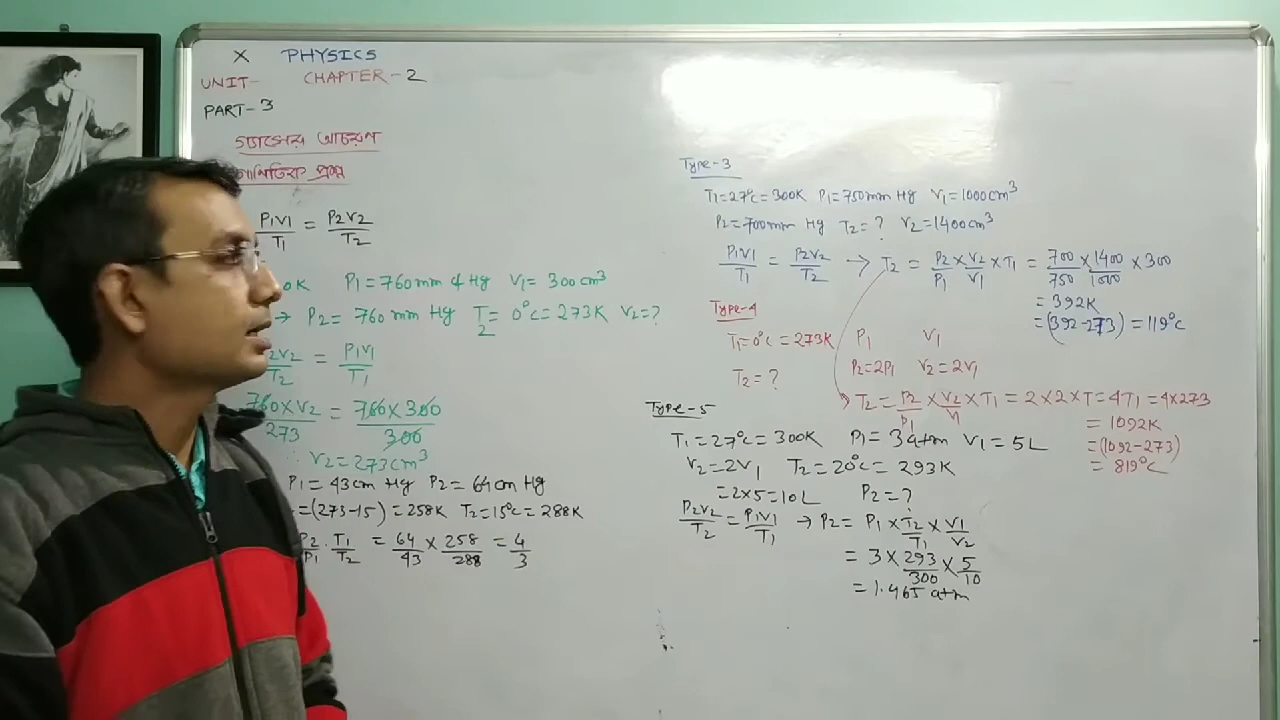 X PHYSICS
UNIT- CHAPTER-2
PART-3
গ্যাসের আচরণ
গানিতিক প্রশ্ন
P1V1/T1 = P2V2/T2
0K P1=760mm of Hg V1= 300cm³
→ P2= 760 mm Hg T2= 0°c=273K V2=?
2V2/T2 = P1V1/T1
760×V2/273 = 760×300/300
∴ V2=273cm³
P1=43cm Hg P2=64cm Hg
=(273-15)=258K T2=15°c=288K
P2/P1 . T1/T2 = 64/43 × 258/288 = 4/3
Type-3
T1=27°c=300K P1=750mm Hg V1=1000cm³
P2=700mm Hg T2=? V2=1400cm³
P1V1/T1 = P2V2/T2 → T2 = P2/P1 × V2/V1 × T1 = 700/750 × 1400/1000 × 300
= 392K
=(392-273) = 119°c
Type-4
T1=0°c=273K P1 V1
P2=2P1 V2=2V1
T2=?
T2= P2/P1 × V2/V1 × T1 = 2×2×T=4T1=4×273
= 1092K
=(1092-273)
= 819°c
Type-5
T1=27°c=300K P1=3atm V1=5L
V2=2V1 T2=20°c=293K
=2×5=10L P2=?
P2V2/T2 = P1V1/T1 → P2= P1 × T2/T1 × V1/V2
= 3 × 293/300 × 5/10
= 1.465 atm